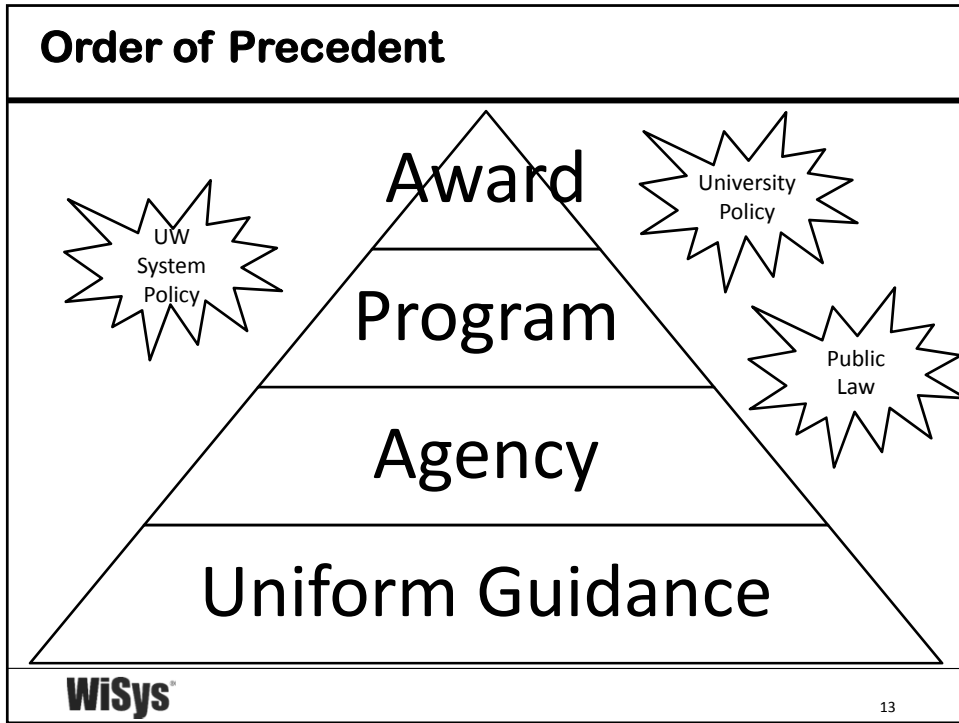 Order of Precedent
Award
University
Policy
UW
System
Policy
Program
Public
Law
Agency
Uniform Guidance
WiSys®
13